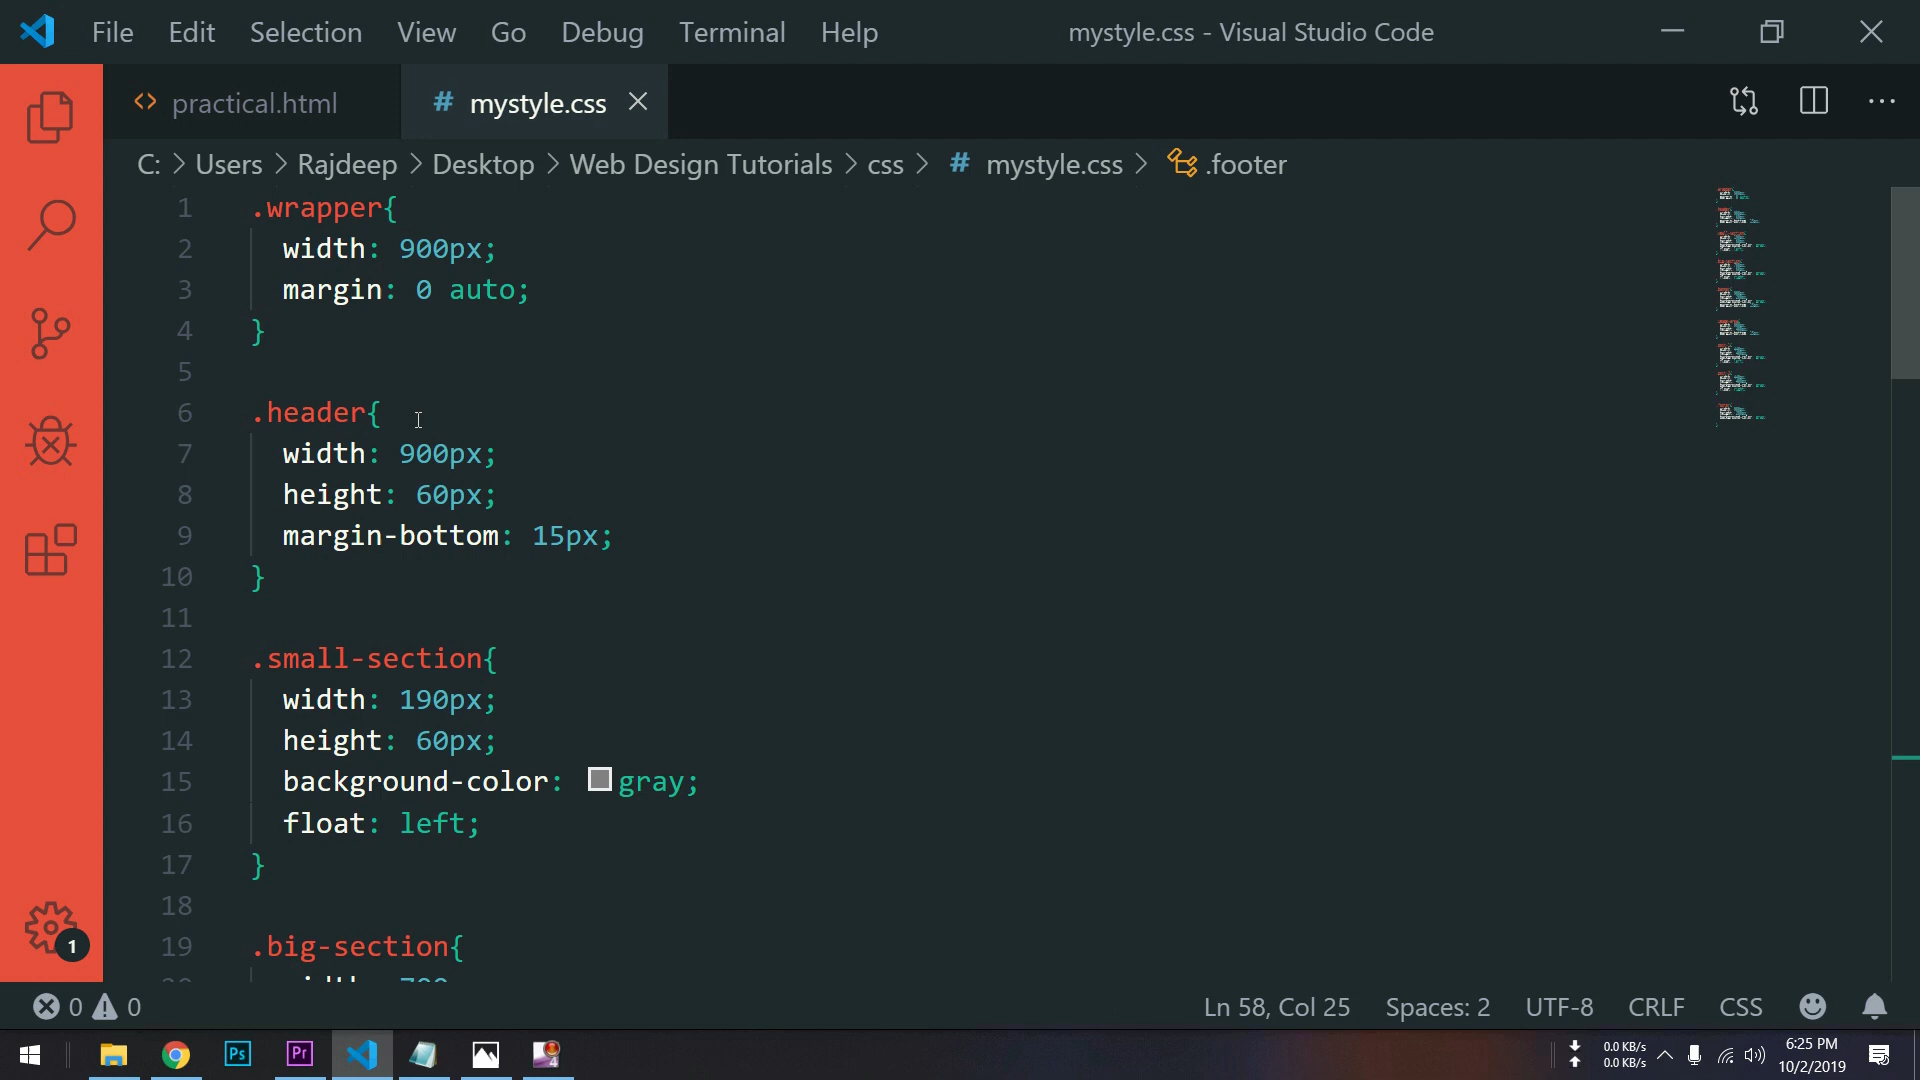 File Edit Selection View Go Debug Terminal Help mystyle.css - Visual Studio Code
practical.html # mystyle.css
C: > Users > Rajdeep > Desktop > Web Design Tutorials > css > # mystyle.css > .footer
1 .wrapper{
2 width: 900px;
3 margin: 0 auto;
4 }
5
6 .header{
7 width: 900px;
8 height: 60px;
9 margin-bottom: 15px;
10 }
11
12 .small-section{
13 width: 190px;
14 height: 60px;
15 background-color: gray;
16 float: left;
17 }
18
19 .big-section{
1
0 0 Ln 58, Col 25 Spaces: 2 UTF-8 CRLF CSS
Ps Pr 4
0.0 KB/s
0.0 KB/s
6:25 PM
10/2/2019